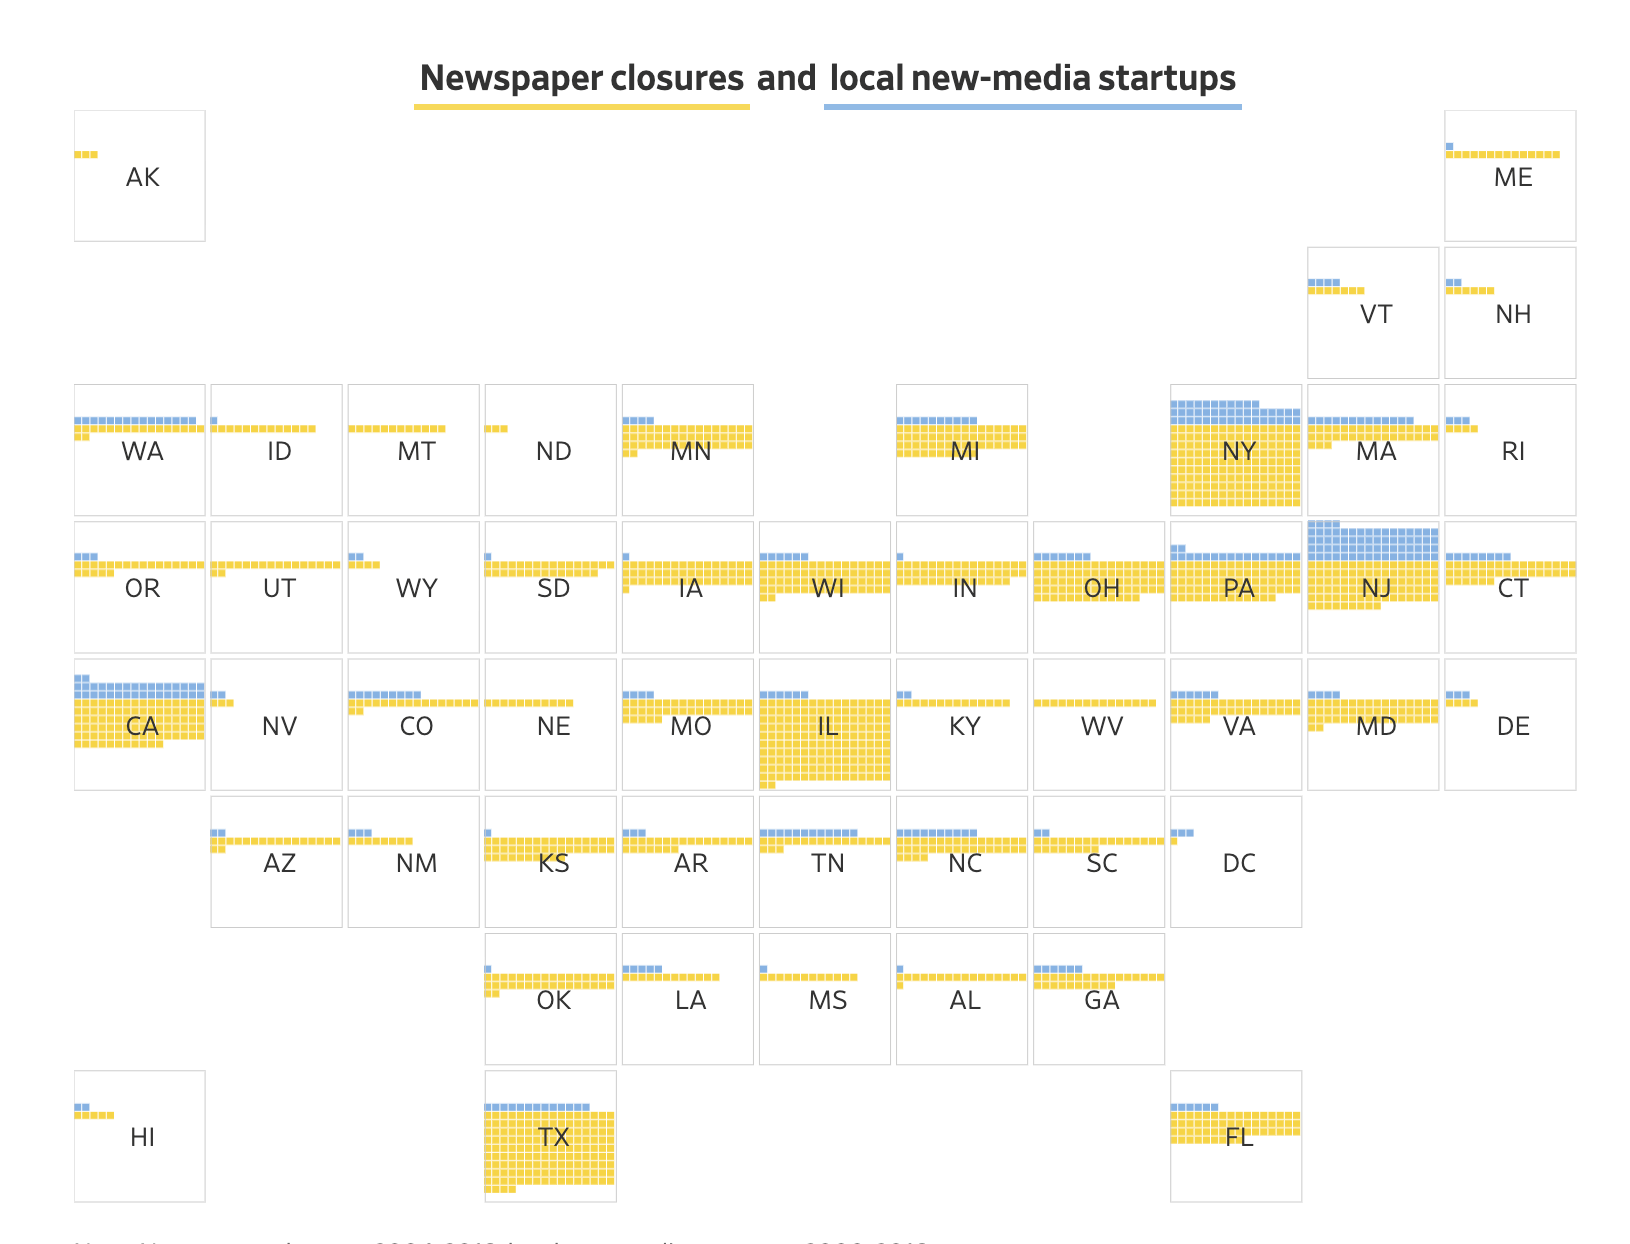 Newspaper closures and local new-media startups
AK
ME
VT NH
WA ID MT ND MN MI NY MA RI
OR UT WY SD IA WI IN OH PA NJ CT
CA NV CO NE MO IL KY WV VA MD DE
AZ NM KS AR TN NC SC DC
OK LA MS AL GA
HI TX FL